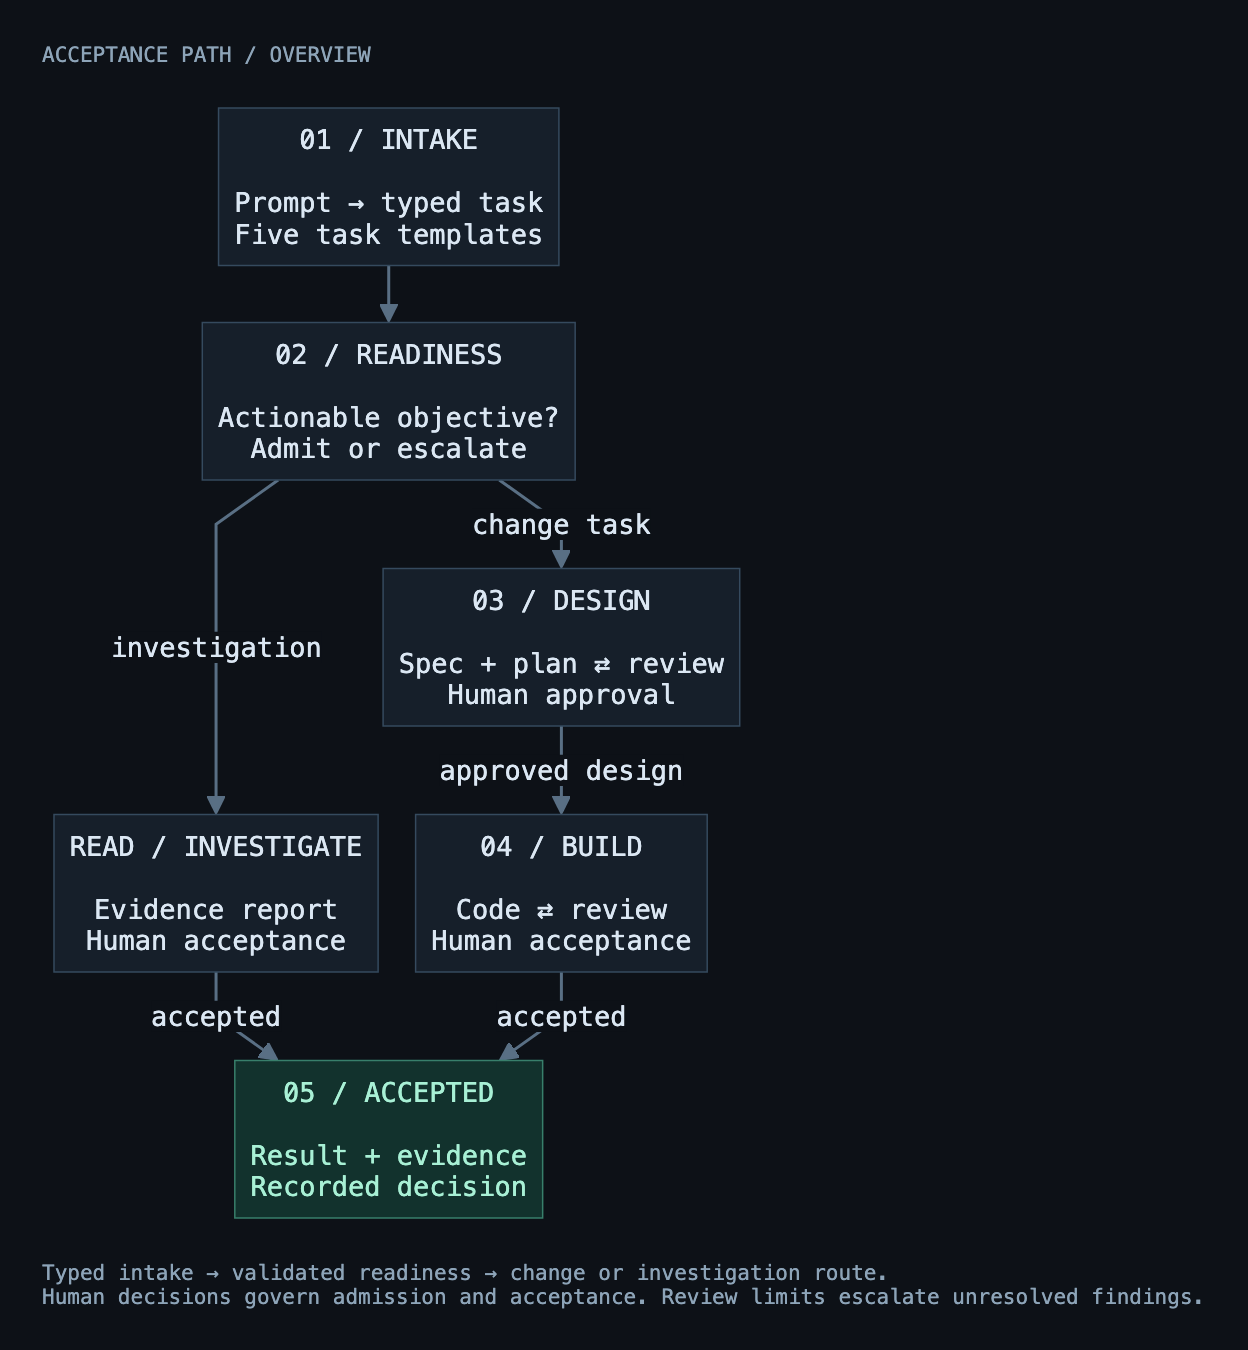 ACCEPTANCE PATH / OVERVIEW
01 / INTAKE
Prompt → typed task
Five task templates
02 / READINESS
Actionable objective?
Admit or escalate
change task
03 / DESIGN
Spec + plan ⇄ review
Human approval
investigation
approved design
READ / INVESTIGATE
Evidence report
Human acceptance
04 / BUILD
Code ⇄ review
Human acceptance
accepted
accepted
05 / ACCEPTED
Result + evidence
Recorded decision
Typed intake → validated readiness → change or investigation route.
Human decisions govern admission and acceptance. Review limits escalate unresolved findings.